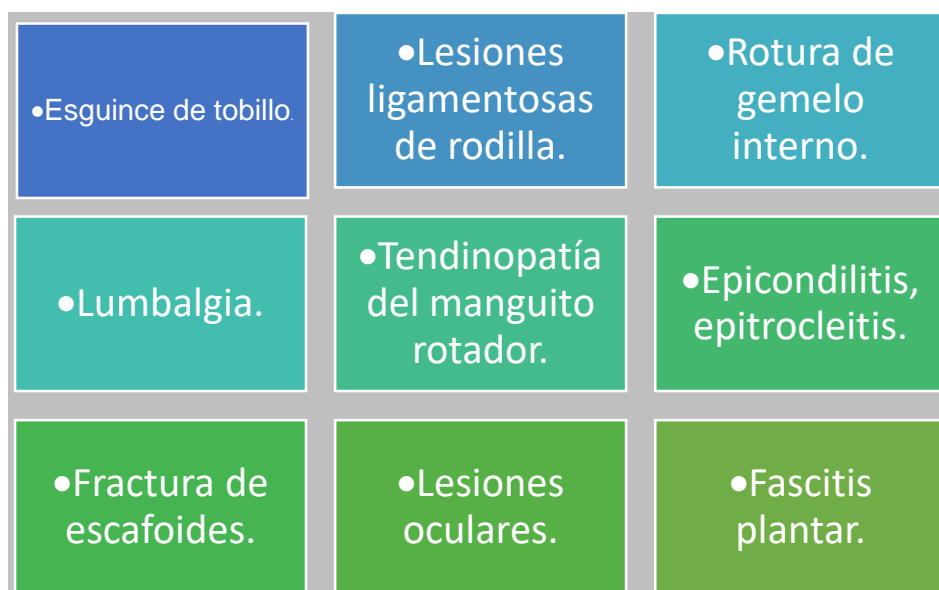 •Esguince de tobillo.
•Lesiones
ligamentosas
de rodilla.
•Rotura de
gemelo
interno.
•Lumbalgia.
•Tendinopatía
del manguito
rotador.
•Epicondilitis,
epitrocleitis.
•Fractura de
escafoides.
•Lesiones
oculares.
•Fascitis
plantar.